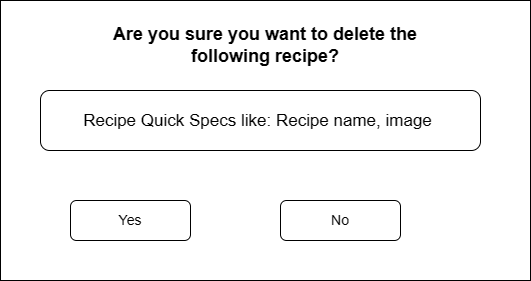 Are you sure you want to delete the
following recipe?
Recipe Quick Specs like: Recipe name, image
Yes
No